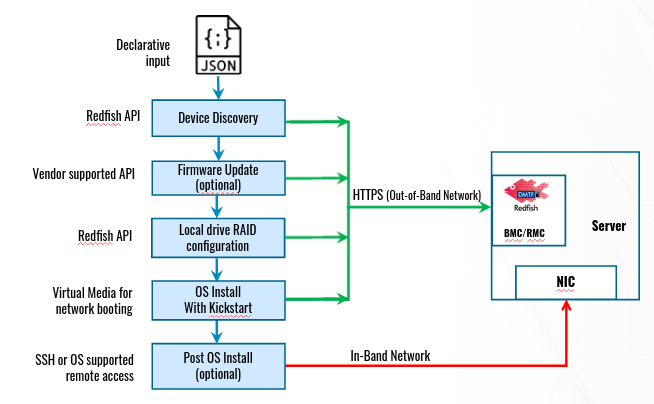 Declarative
input
{;}
JSON
Redfish API
Device Discovery
Vendor supported API
Firmware Update
(optional)
HTTPS (Out-of-Band Network)
DMTF
Redfish
BMC/RMC
Server
Redfish API
Local drive RAID
configuration
Virtual Media for
network booting
OS Install
With Kickstart
NIC
SSH or OS supported
remote access
Post OS Install
(optional)
In-Band Network